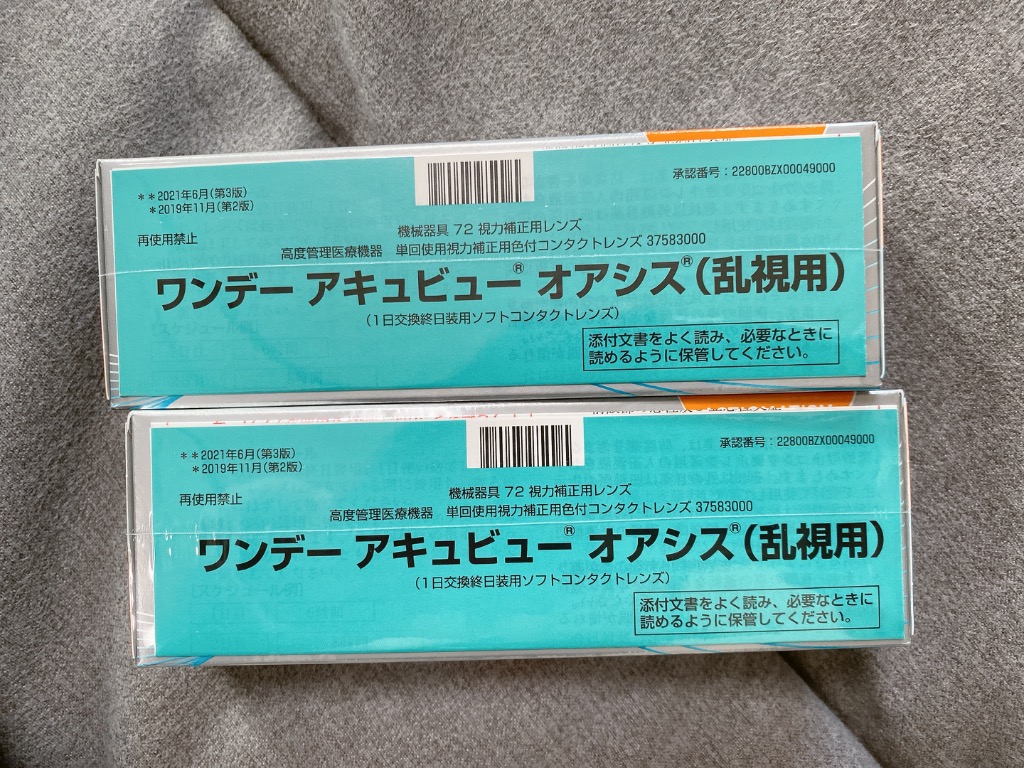 承認番号：22800BZX00049000
＊＊2021年6月（第3版）
＊2019年11月（第2版）
再使用禁止
機械器具 72 視力補正用レンズ
高度管理医療機器 単回使用視力補正用色付コンタクトレンズ 37583000
ワンデー アキュビュー® オアシス®（乱視用）
（1日交換終日装用ソフトコンタクトレンズ）
添付文書をよく読み、必要なときに
読めるように保管してください。
承認番号：22800BZX00049000
＊＊2021年6月（第3版）
＊2019年11月（第2版）
再使用禁止
機械器具 72 視力補正用レンズ
高度管理医療機器 単回使用視力補正用色付コンタクトレンズ 37583000
ワンデー アキュビュー® オアシス®（乱視用）
（1日交換終日装用ソフトコンタクトレンズ）
添付文書をよく読み、必要なときに
読めるように保管してください。